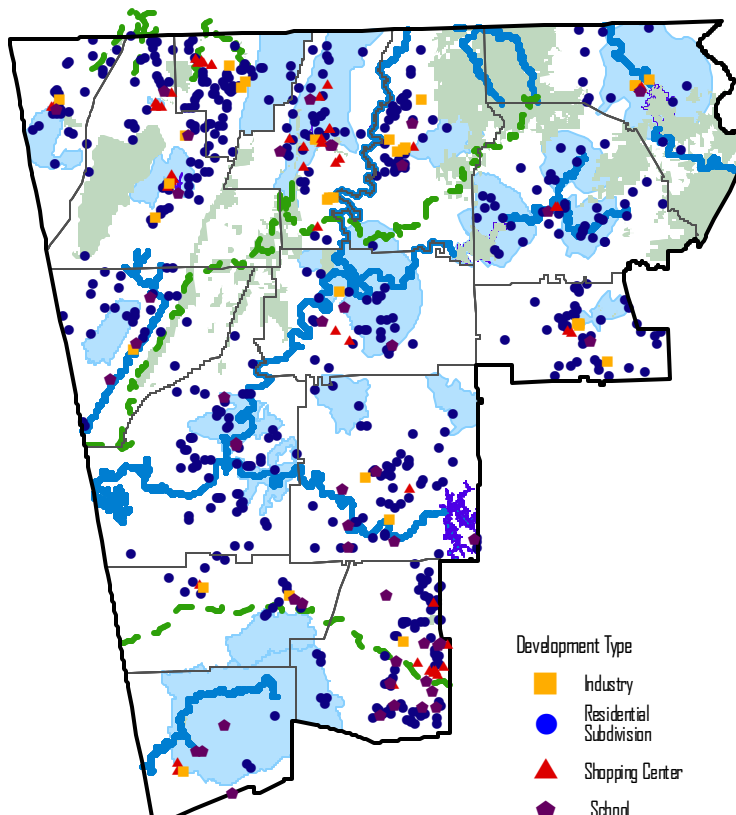 Development Type
Industry
Residential
Subdivision
Shopping Center
School